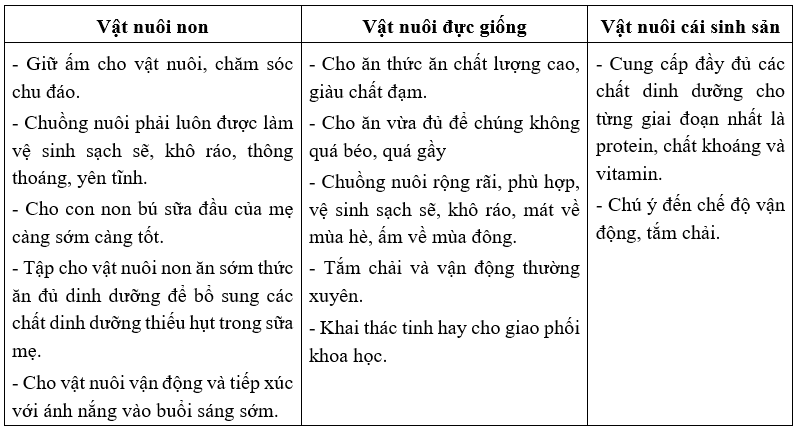 Vật nuôi non
Vật nuôi đực giống
Vật nuôi cái sinh sản
- Giữ ấm cho vật nuôi, chăm sóc
chu đáo.
- Chuồng nuôi phải luôn được làm
vệ sinh sạch sẽ, khô ráo, thông
thoáng, yên tĩnh.
- Cho con non bú sữa đầu của mẹ
càng sớm càng tốt.
- Tập cho vật nuôi non ăn sớm thức
ăn đủ dinh dưỡng để bổ sung các
chất dinh dưỡng thiếu hụt trong sữa
mẹ.
- Cho vật nuôi vận động và tiếp xúc
với ánh nắng vào buổi sáng sớm.
- Cho ăn thức ăn chất lượng cao,
giàu chất đạm.
- Cho ăn vừa đủ để chúng không
quá béo, quá gầy
- Chuồng nuôi rộng rãi, phù hợp,
vệ sinh sạch sẽ, khô ráo, mát về
mùa hè, ấm về mùa đông.
- Tắm chải và vận động thường
xuyên.
- Khai thác tinh hay cho giao phối
khoa học.
- Cung cấp đầy đủ các
chất dinh dưỡng cho
từng giai đoạn nhất là
protein, chất khoáng và
vitamin.
- Chú ý đến chế độ vận
động, tắm chải.